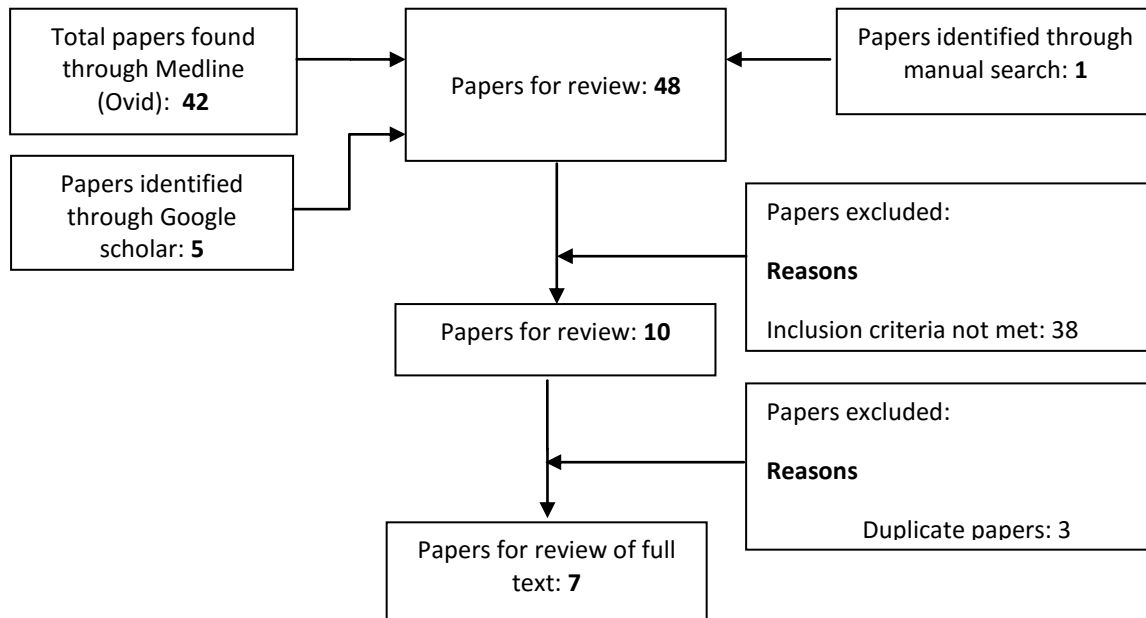 Total papers found
through Medline
(Ovid): 42
Papers for review: 48
Papers identified through
manual search: 1
Papers identified
through Google
scholar: 5
Papers excluded:
Reasons
Inclusion criteria not met: 38
Papers for review: 10
Papers excluded:
Reasons
Duplicate papers: 3
Papers for review of full
text: 7